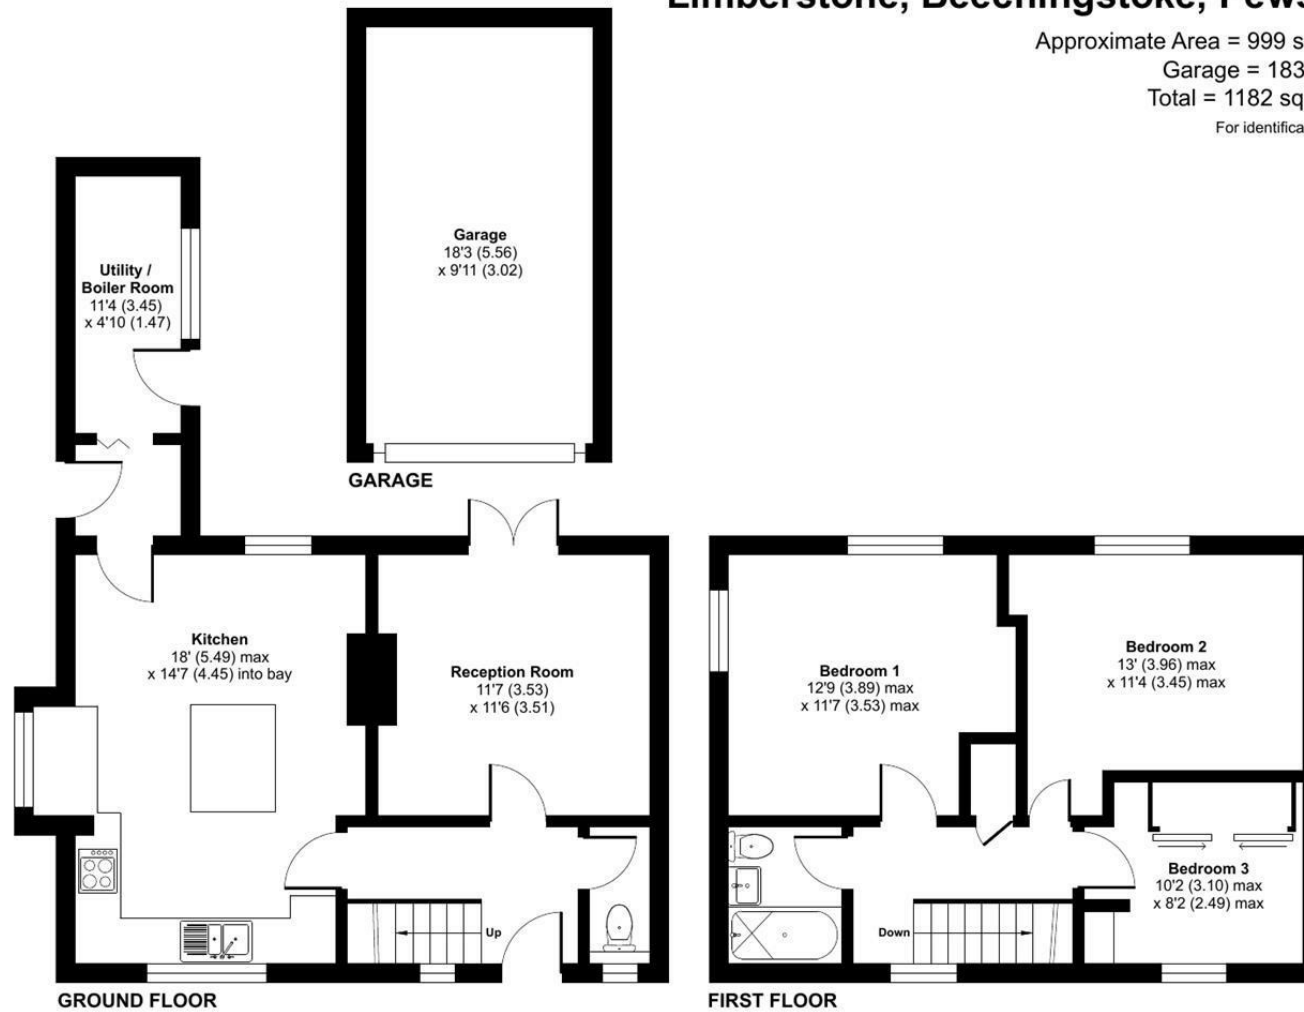 Limberstone, Beechingstoke, Pews
Approximate Area = 999 s
Garage = 183
Total = 1182 sq
For identifica
Garage
18'3 (5.56)
x 9'11 (3.02)
Utility /
Boiler Room
11'4 (3.45)
x 4'10 (1.47)
GARAGE
Kitchen
18' (5.49) max
x 14'7 (4.45) into bay
Reception Room
11'7 (3.53)
x 11'6 (3.51)
Up
GROUND FLOOR
Bedroom 1
12'9 (3.89) max
x 11'7 (3.53) max
Bedroom 2
13' (3.96) max
x 11'4 (3.45) max
Bedroom 3
10'2 (3.10) max
x 8'2 (2.49) max
Down
FIRST FLOOR